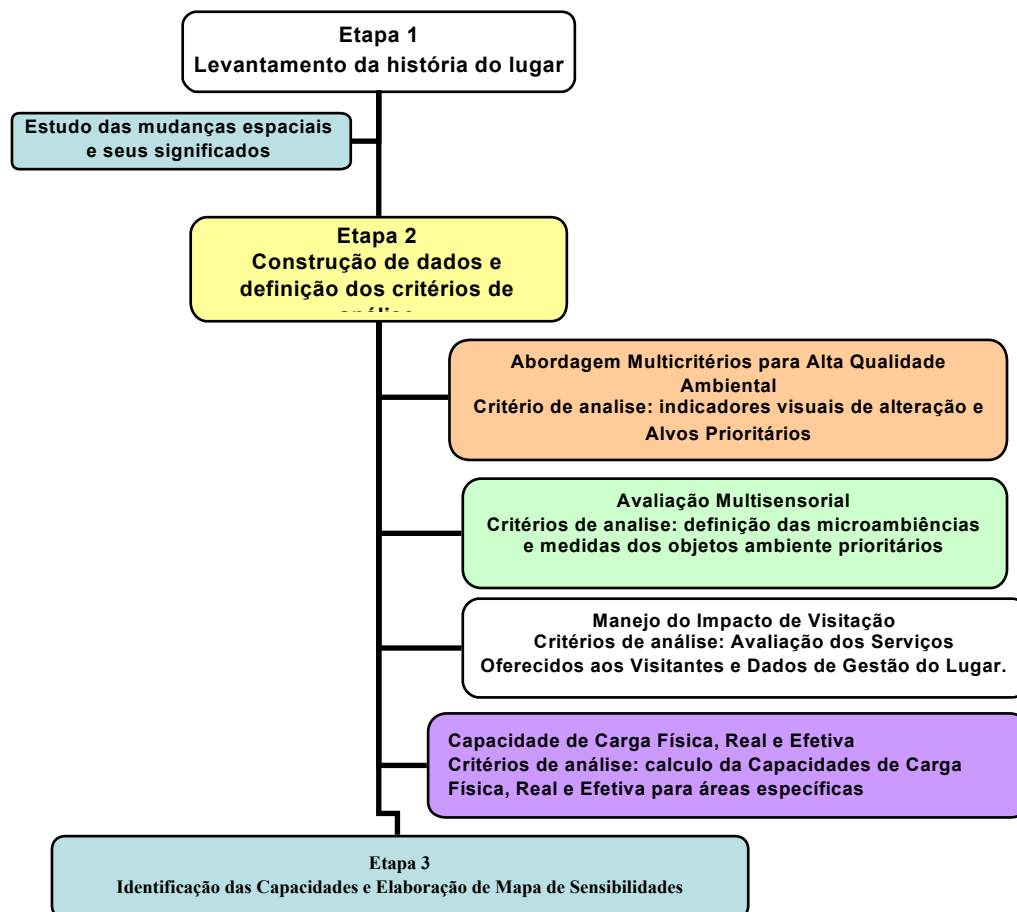 Etapa 1
Levantamento da história do lugar
Estudo das mudanças espaciais
e seus significados
Etapa 2
Construção de dados e
definição dos critérios de
Abordagem Multicritérios para Alta Qualidade
Ambiental
Critério de analise: indicadores visuais de alteração e
Alvos Prioritários
Avaliação Multisensorial
Critérios de analise: definição das microambiências
e medidas dos objetos ambiente prioritários
Manejo do Impacto de Visitação
Critérios de análise: Avaliação dos Serviços
Oferecidos aos Visitantes e Dados de Gestão do Lugar.
Capacidade de Carga Física, Real e Efetiva
Critérios de análise: calculo da Capacidades de Carga
Física, Real e Efetiva para áreas específicas
Etapa 3
Identificação das Capacidades e Elaboração de Mapa de Sensibilidades